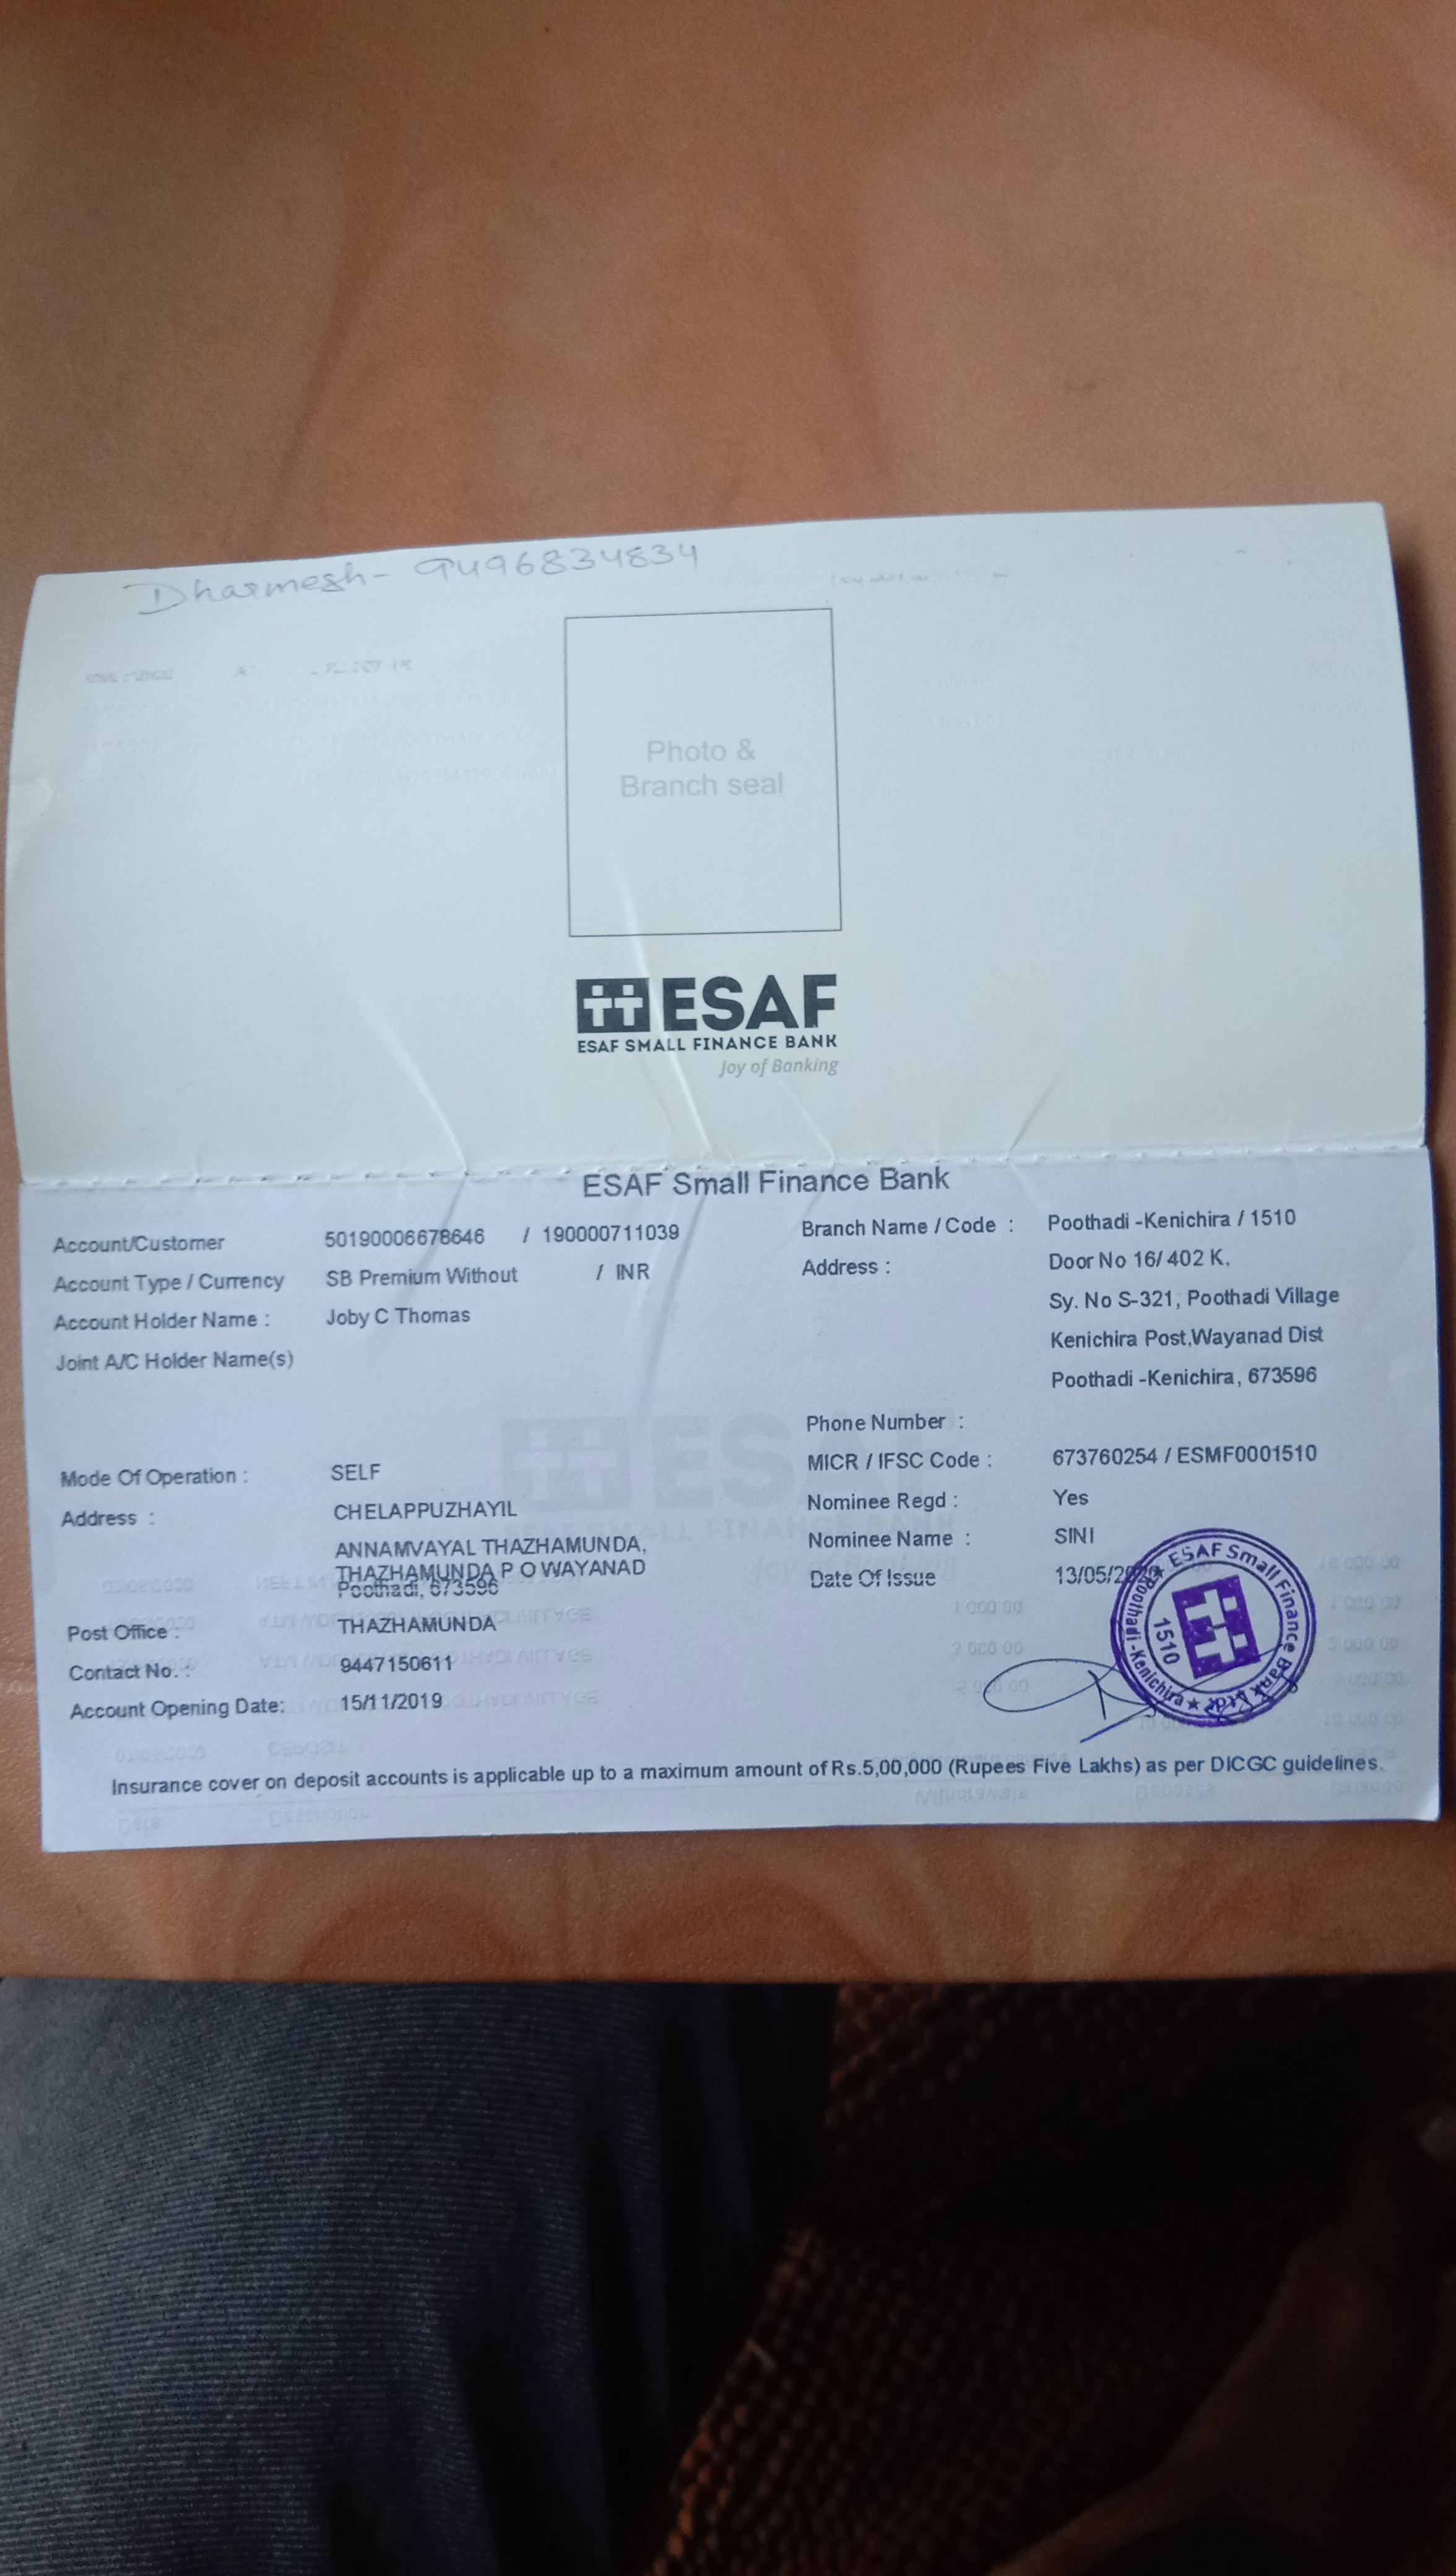 Dharmesh- 9496834834
Photo &
Branch seal
ESAF
ESAF SMALL FINANCE BANK
Joy of Banking
ESAF Small Finance Bank
Account/Customer 50190006678646 / 190000711039
Account Type / Currency SB Premium Without / INR
Account Holder Name : Joby C Thomas
Joint A/C Holder Name(s)
Mode Of Operation : SELF
Address : CHELAPPUZHAYIL
ANNAMVAYAL THAZHAMUNDA,
THAZHAMUNDA P O WAYANAD
Poothadi, 673596
Post Office : THAZHAMUNDA
Contact No. : 9447150611
Account Opening Date: 15/11/2019
Branch Name / Code : Poothadi -Kenichira / 1510
Address : Door No 16/ 402 K,
Sy. No S-321, Poothadi Village
Kenichira Post,Wayanad Dist
Poothadi -Kenichira, 673596
Phone Number :
MICR / IFSC Code : 673760254 / ESMF0001510
Nominee Regd : Yes
Nominee Name : SINI
Date Of Issue 13/05/
ESAF Small Finance Bank Ltd. ★ Poothadi-Kenichira ★
1510
Insurance cover on deposit accounts is applicable up to a maximum amount of Rs.5,00,000 (Rupees Five Lakhs) as per DICGC guidelines.